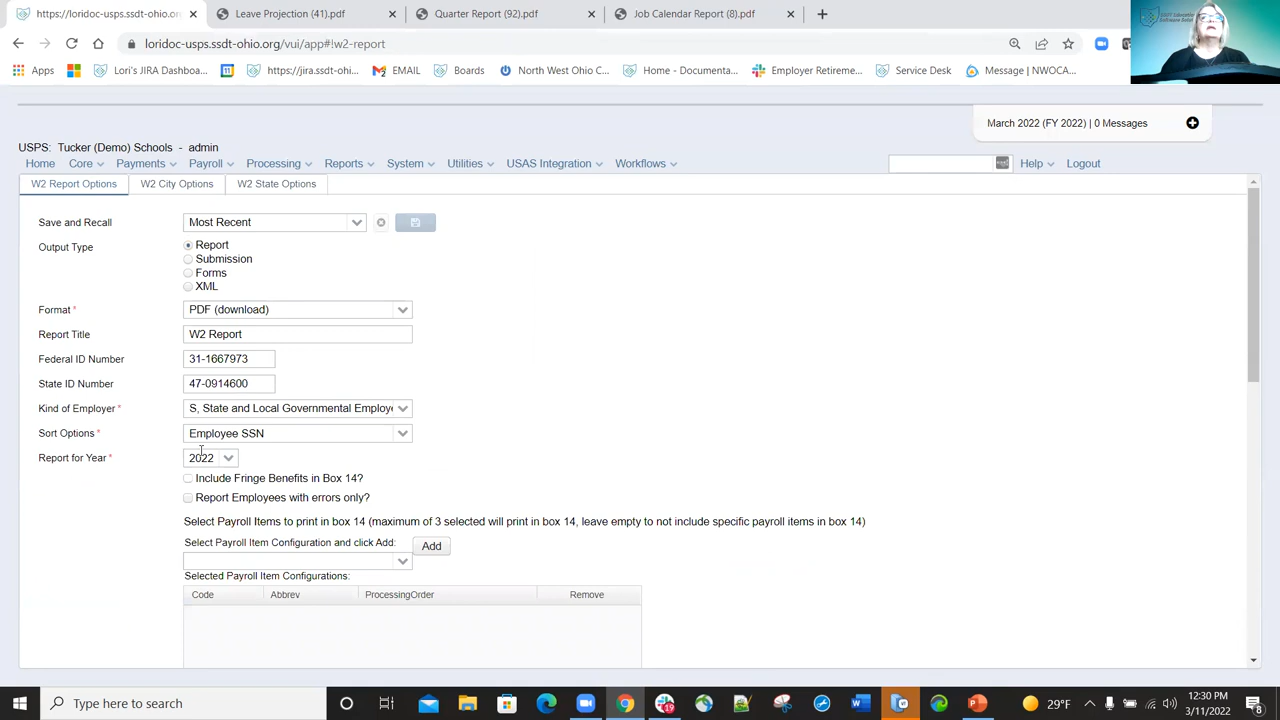 https://loridoc-usps.ssdt-ohio.or
Leave Projection (41).pdf
Quarter Report (92).pdf
Job Calendar Report (8).pdf
loridoc-usps.ssdt-ohio.org/vui/app#!w2-report
Apps
Lori's JIRA Dashboa...
https://jira.ssdt-ohi...
EMAIL
Boards
North West Ohio C...
Home - Documenta...
Employer Retireme...
Service Desk
Message | NWOCA...
March 2022 (FY 2022) | 0 Messages
USPS: Tucker (Demo) Schools - admin
Home Core Payments Payroll Processing Reports System Utilities USAS Integration Workflows Help Logout
W2 Report Options W2 City Options W2 State Options
Save and Recall Most Recent
Output Type Report
Submission
Forms
XML
Format * PDF (download)
Report Title W2 Report
Federal ID Number 31-1667973
State ID Number 47-0914600
Kind of Employer * S, State and Local Governmental Employe
Sort Options * Employee SSN
Report for Year * 2022
Include Fringe Benefits in Box 14?
Report Employees with errors only?
Select Payroll Items to print in box 14 (maximum of 3 selected will print in box 14, leave empty to not include specific payroll items in box 14)
Select Payroll Item Configuration and click Add: Add
Selected Payroll Item Configurations:
Code Abbrev ProcessingOrder Remove
Type here to search
19
29°F
12:30 PM
3/11/2022
8